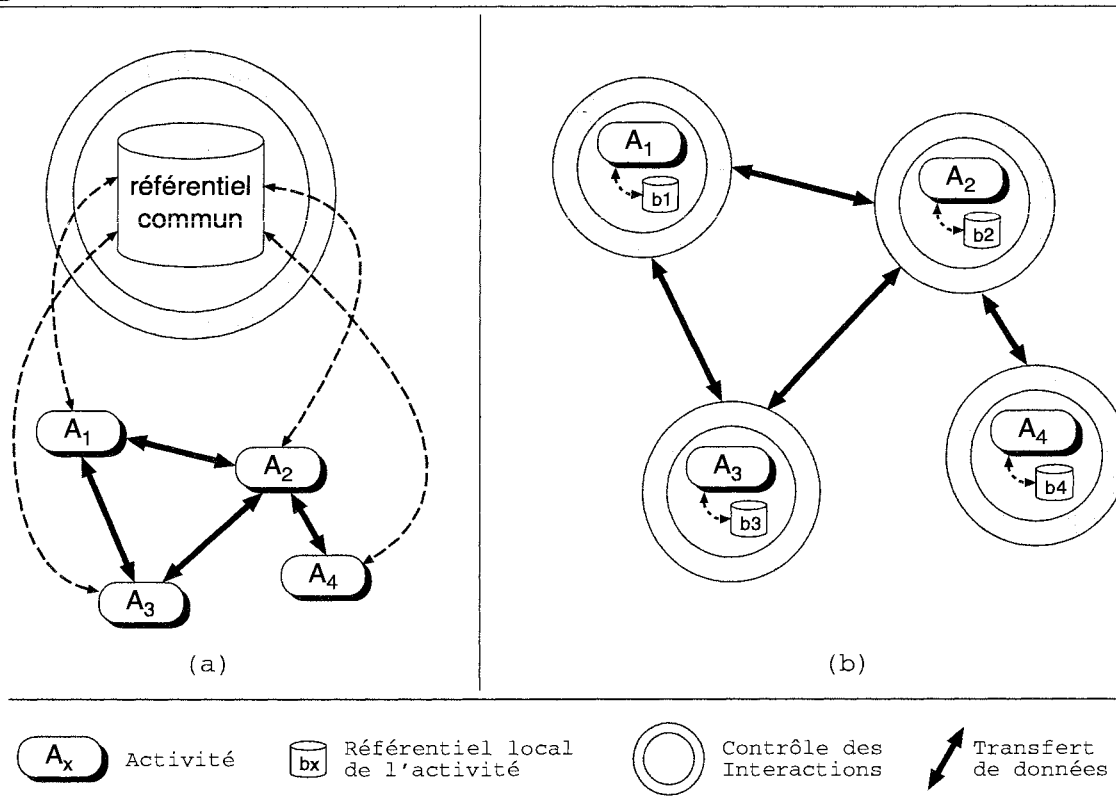 référentiel
commun
A1
A2
A3
A4
(a)
A1
b1
A2
b2
A3
b3
A4
b4
(b)
Ax
Activité
bx
Référentiel local
de l'activité
Contrôle des
Interactions
Transfert
de données